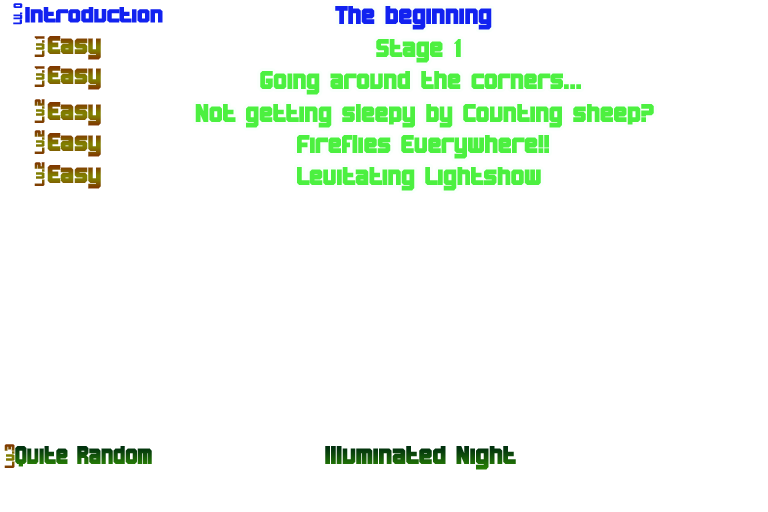 Lv.0 Introduction The beginning
Lv.1 Easy Stage 1
Lv.1 Easy Going around the corners...
Lv.2 Easy Not getting sleepy by Counting sheep?
Lv.2 Easy Fireflies Everywhere!!
Lv.2 Easy Levitating Lightshow
Lv.3 Quite Random Illuminated Night